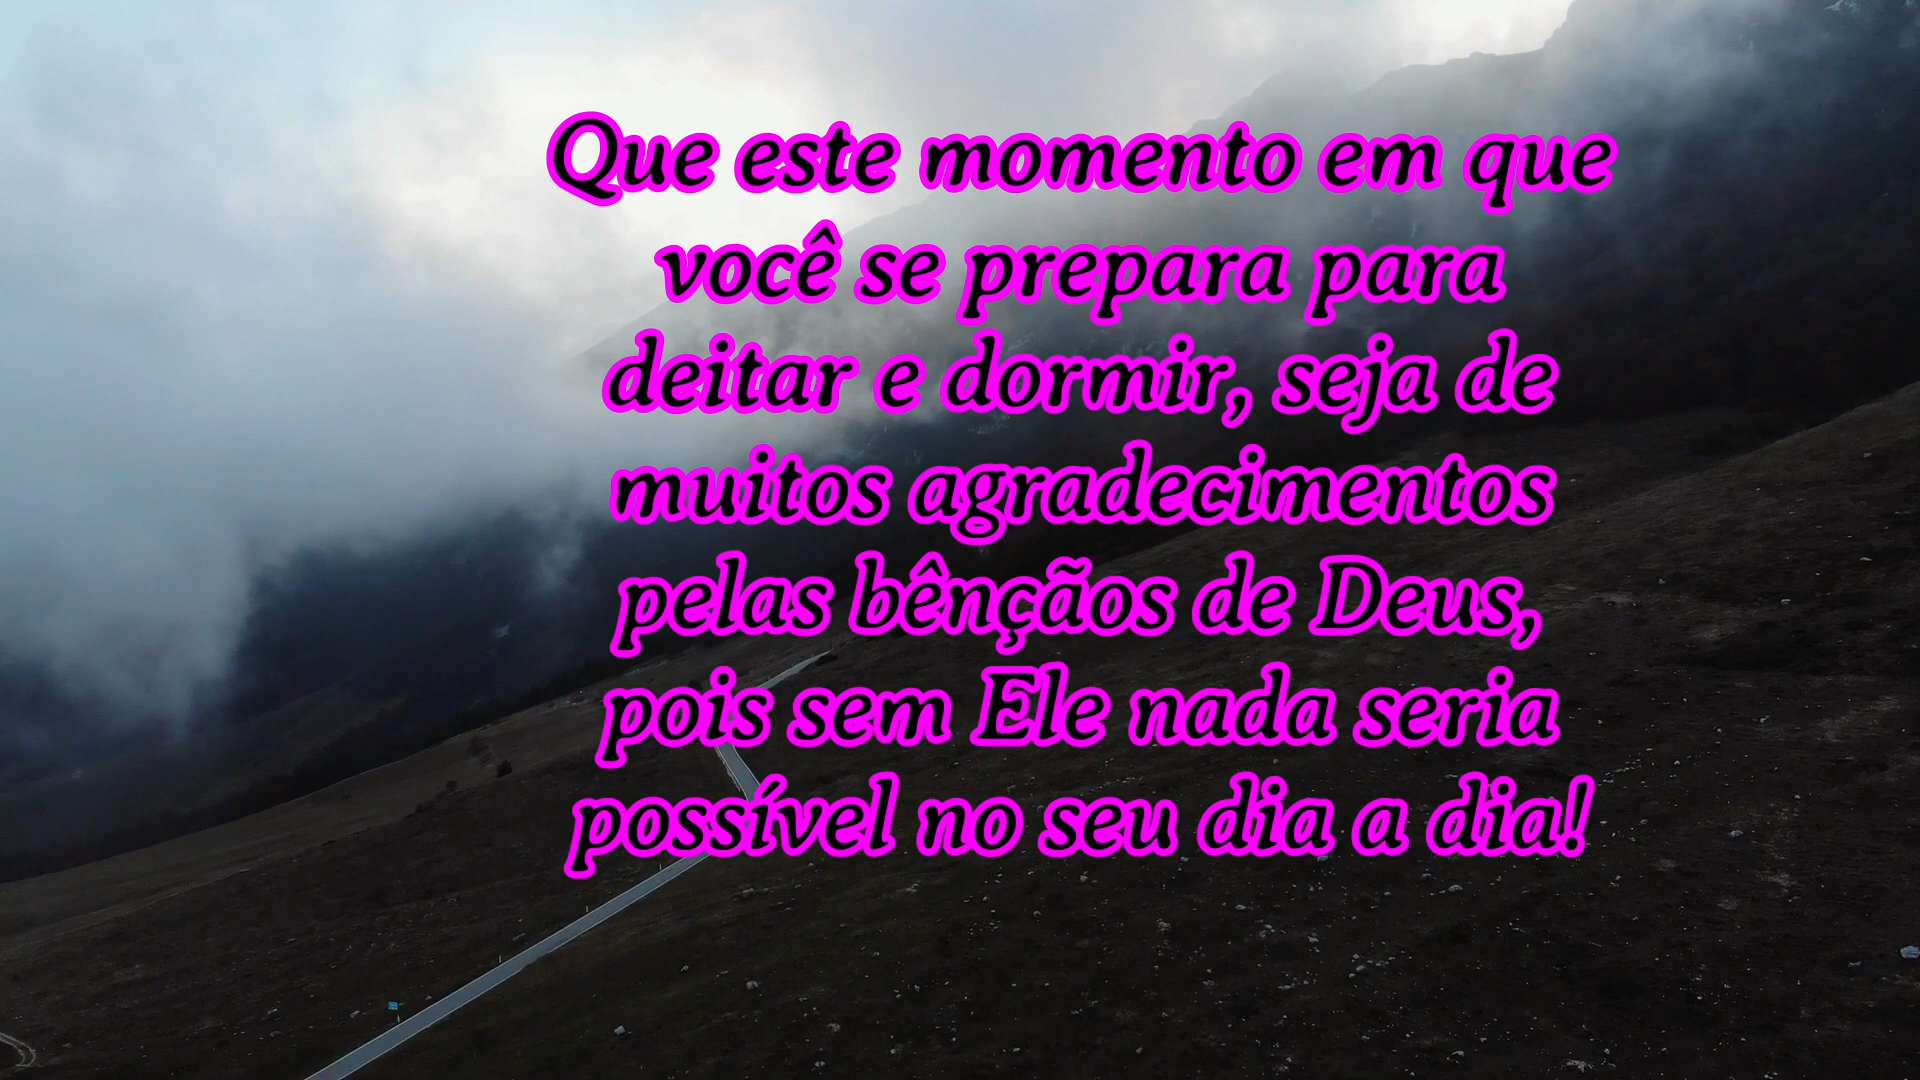 Que este momento em que
você se prepara para
deitar e dormir, seja de
muitos agradecimentos
pelas bênçãos de Deus,
pois sem Ele nada seria
possível no seu dia a dia!